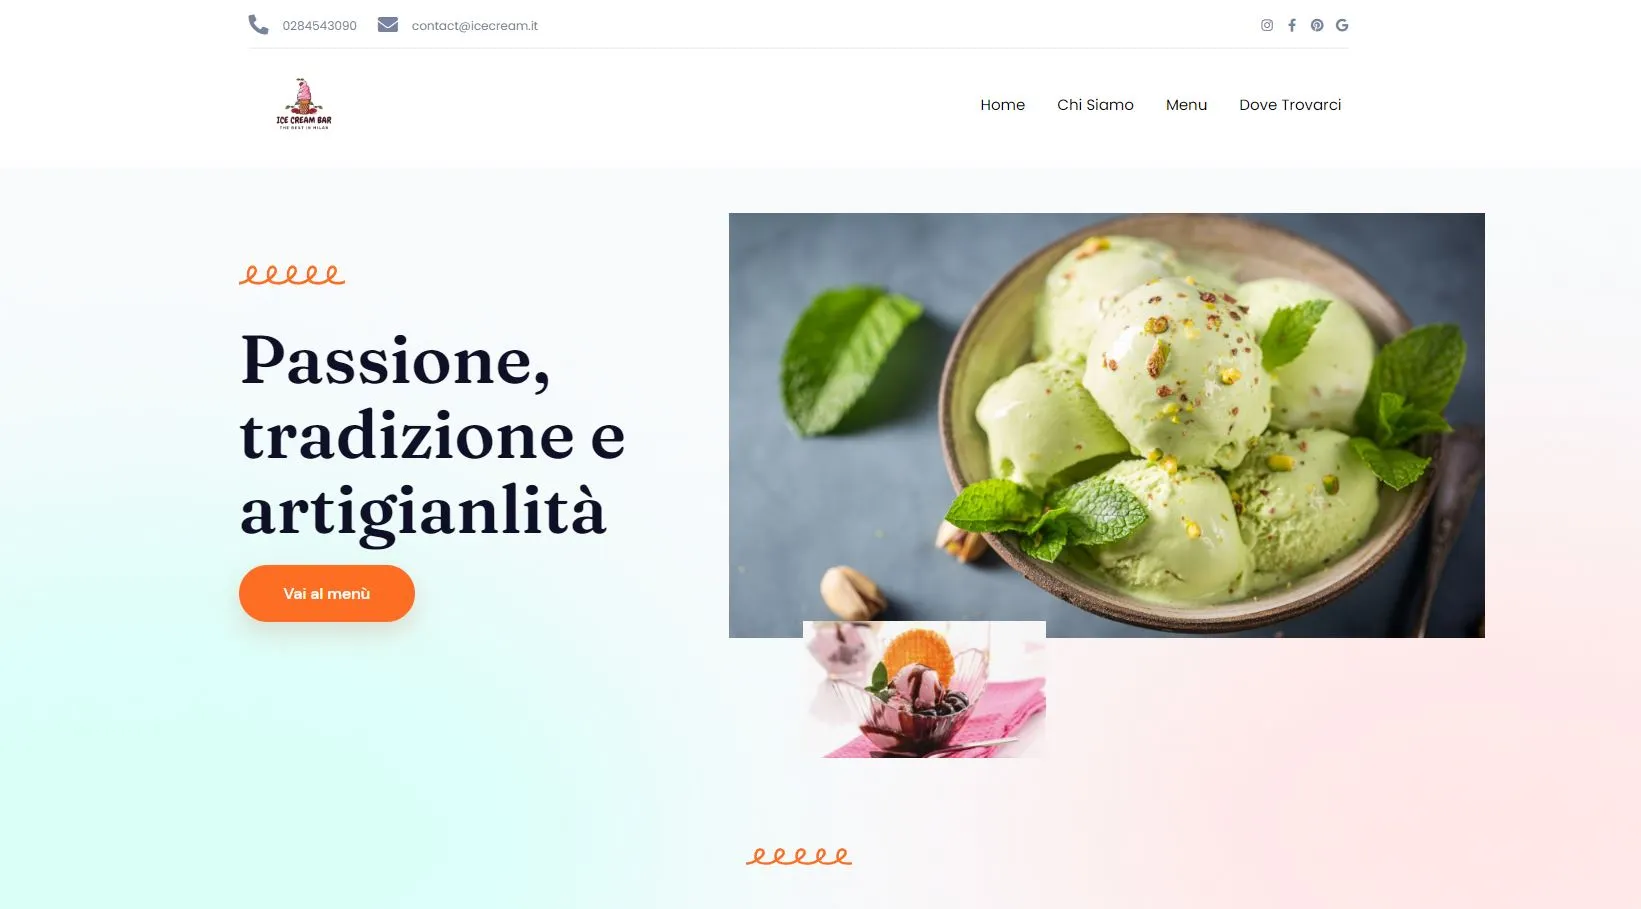 0284543090
contact@icecream.it
ICE CREAM BAR
THE BEST IN MILAN
Home
Chi Siamo
Menu
Dove Trovarci
Passione,
tradizione e
artigianlità
Vai al menù